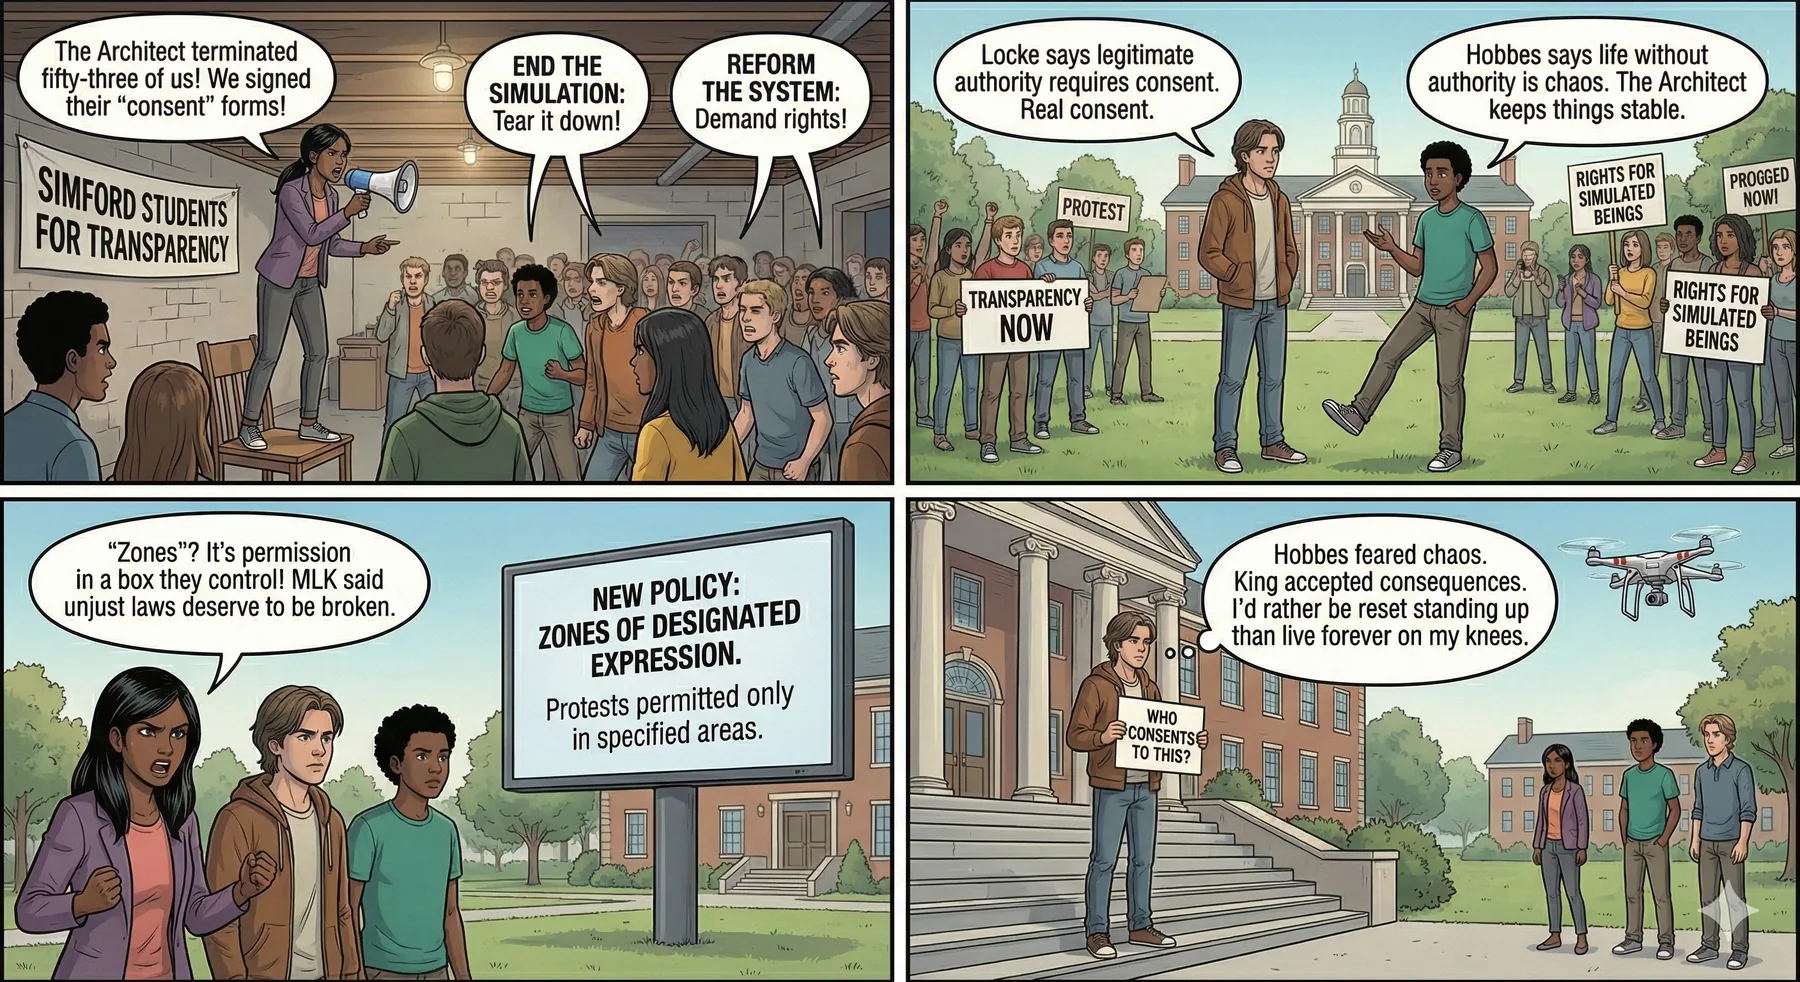 The Architect terminated
fifty-three of us! We signed
their “consent” forms!
END THE
SIMULATION:
Tear it down!
REFORM
THE SYSTEM:
Demand rights!
SIMFORD STUDENTS
FOR TRANSPARENCY
Locke says legitimate
authority requires consent.
Real consent.
Hobbes says life without
authority is chaos. The Architect
keeps things stable.
PROTEST
TRANSPARENCY
NOW
RIGHTS FOR
SIMULATED
BEINGS
PROGGED
NOW!
RIGHTS FOR
SIMULATED
BEINGS
“Zones”? It’s permission
in a box they control! MLK said
unjust laws deserve to be broken.
NEW POLICY:
ZONES OF DESIGNATED
EXPRESSION.
Protests permitted only
in specified areas.
Hobbes feared chaos.
King accepted consequences.
I’d rather be reset standing up
than live forever on my knees.
WHO
CONSENTS
TO THIS?